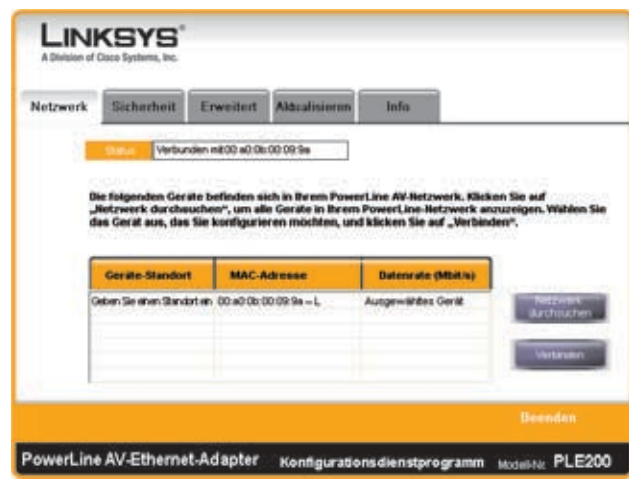 LINKSYS®
A Division of Cisco Systems, Inc.
Netzwerk Sicherheit Erweitert Aktualisieren Info
Status Verbunden mit:00:a0:0b:00:09:9a
Die folgenden Geräte befinden sich in Ihrem PowerLine AV-Netzwerk. Klicken Sie auf
„Netzwerk durchsuchen“, um alle Geräte in Ihrem PowerLine-Netzwerk anzuzeigen. Wählen Sie
das Gerät aus, das Sie konfigurieren möchten, und klicken Sie auf „Verbinden“.
Geräte-Standort MAC-Adresse Datenrate (Mbit/s)
Geben Sie einen Standort ein 00:a0:0b:00:09:9a – L Ausgewähltes Gerät
Netzwerk
durchsuchen
Verbinden
Beenden
PowerLine AV-Ethernet-Adapter Konfigurationsdienstprogramm Modell-Nr. PLE200